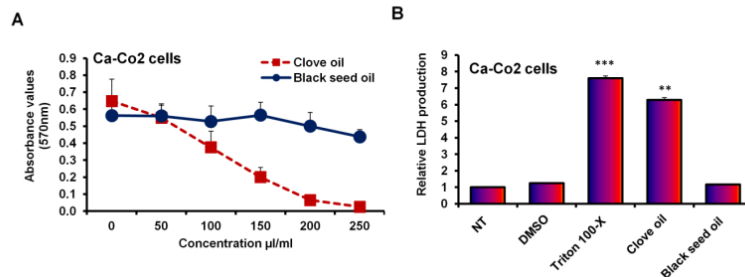 A
Ca-Co2 cells
Clove oil
Black seed oil
Absorbance values
(570nm)
0.9
0.8
0.7
0.6
0.5
0.4
0.3
0.2
0.1
0.0
0 50 100 150 200 250
Concentration µl/ml
B
Ca-Co2 cells
Relative LDH production
9
8
7
6
5
4
3
2
1
0
***
**
NT
DMSO
Triton 100-X
Clove oil
Black seed oil